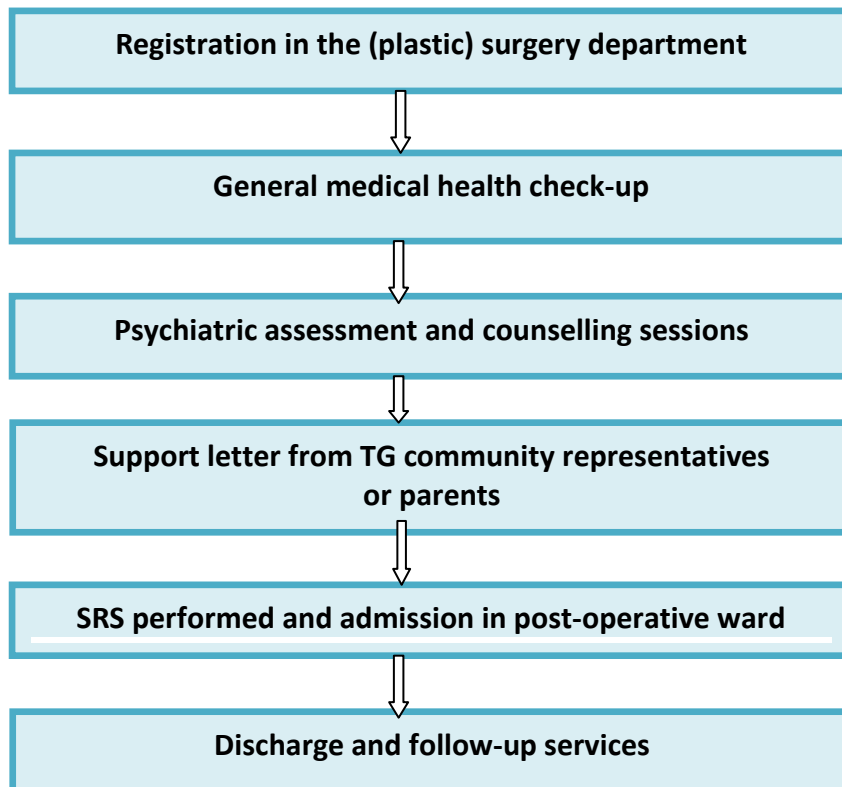 Registration in the (plastic) surgery department
General medical health check-up
Psychiatric assessment and counselling sessions
Support letter from TG community representatives
or parents
SRS performed and admission in post-operative ward
Discharge and follow-up services